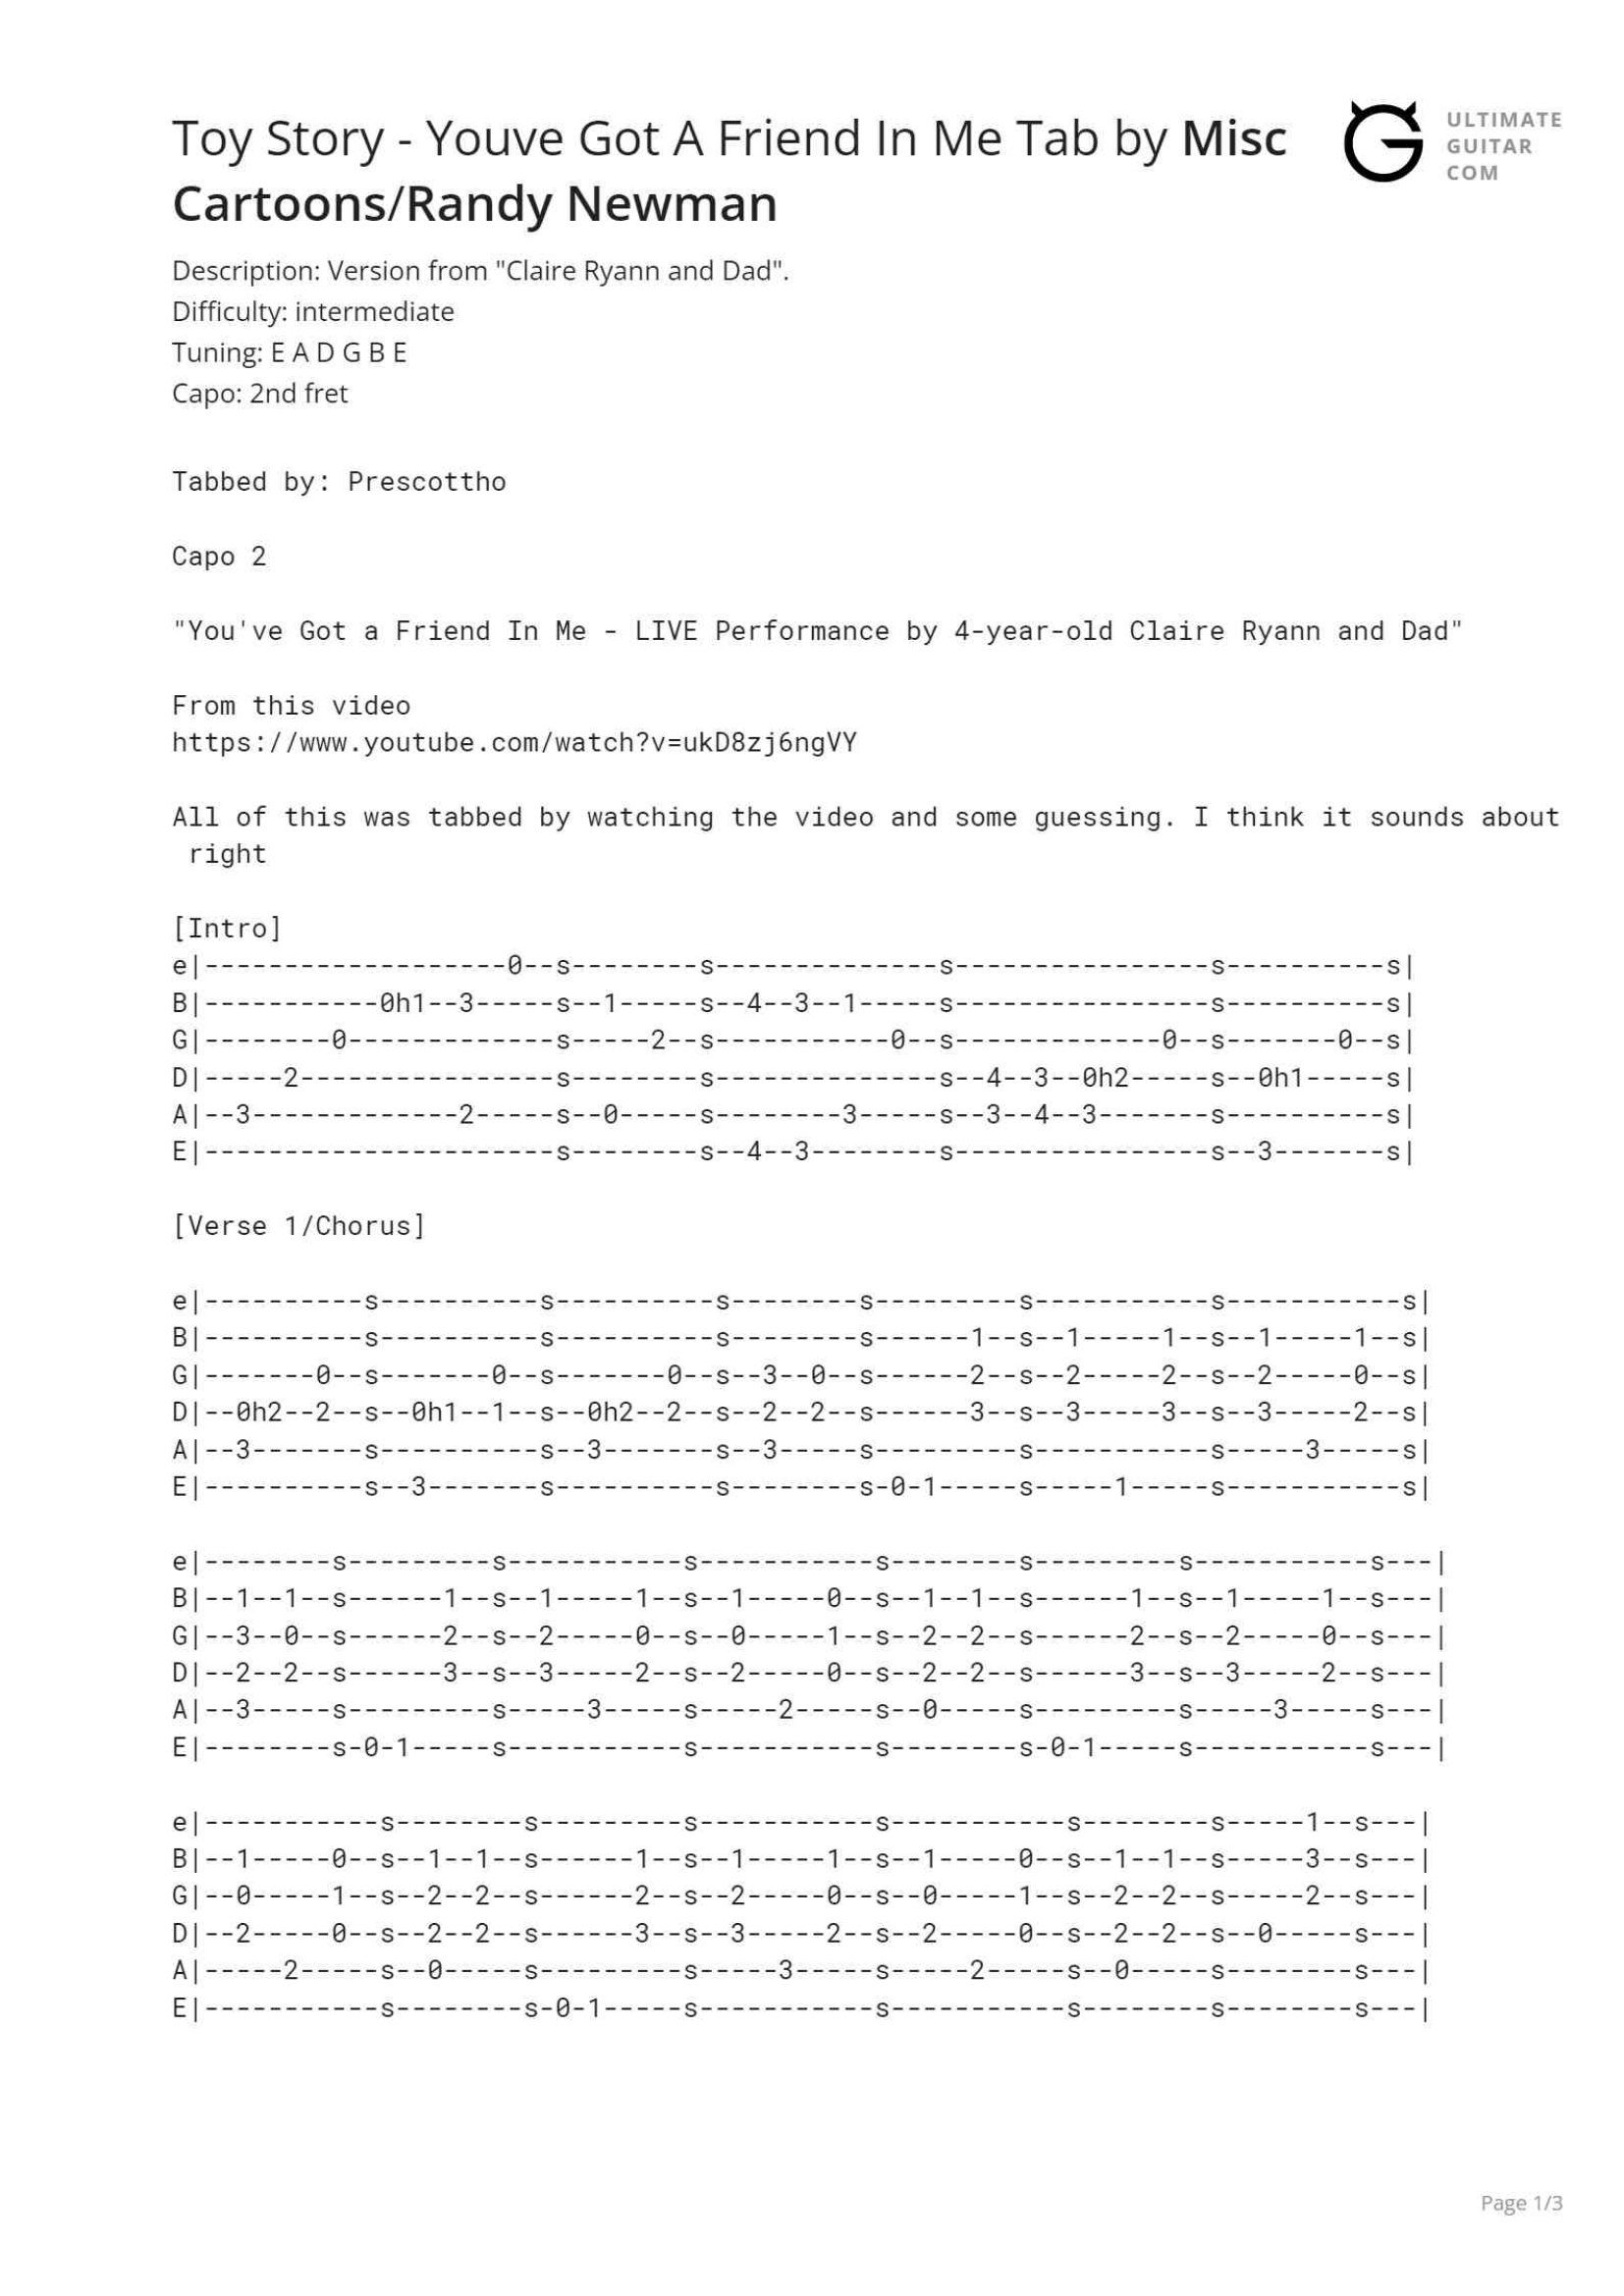 Toy Story - Youve Got A Friend In Me Tab by Misc
Cartoons/Randy Newman
ULTIMATE
GUITAR
COM
Description: Version from "Claire Ryann and Dad".
Difficulty: intermediate
Tuning: E A D G B E
Capo: 2nd fret
Tabbed by: Prescottho
Capo 2
"You've Got a Friend In Me - LIVE Performance by 4-year-old Claire Ryann and Dad"
From this video
https://www.youtube.com/watch?v=ukD8zj6ngVY
All of this was tabbed by watching the video and some guessing. I think it sounds about
right
[Intro]
e|-------------------0--s--------s--------------s----------------s----------s|
B|-----------0h1--3-----s--1-----s--4--3--1-----s----------------s----------s|
G|--------0-------------s-----2--s-----------0--s-------------0--s-------0--s|
D|-----2----------------s--------s--------------s--4--3--0h2-----s--0h1-----s|
A|--3-------------2-----s--0-----s--------3-----s--3--4--3-------s----------s|
E|----------------------s--------s--4--3--------s----------------s--3-------s|
[Verse 1/Chorus]
e|----------s----------s----------s--------s---------s-----------s-----------s|
B|----------s----------s----------s--------s------1--s--1-----1--s--1-----1--s|
G|-------0--s-------0--s-------0--s--3--0--s------2--s--2-----2--s--2-----0--s|
D|--0h2--2--s--0h1--1--s--0h2--2--s--2--2--s------3--s--3-----3--s--3-----2--s|
A|--3-------s----------s--3-------s--3-----s---------s-----------s-----3-----s|
E|----------s--3-------s----------s--------s-0-1-----s-----1-----s-----------s|
e|--------s---------s-----------s-----------s--------s---------s-----------s---|
B|--1--1--s------1--s--1-----1--s--1-----0--s--1--1--s------1--s--1-----1--s---|
G|--3--0--s------2--s--2-----0--s--0-----1--s--2--2--s------2--s--2-----0--s---|
D|--2--2--s------3--s--3-----2--s--2-----0--s--2--2--s------3--s--3-----2--s---|
A|--3-----s---------s-----3-----s-----2-----s--0-----s---------s-----3-----s---|
E|--------s-0-1-----s-----------s-----------s--------s-0-1-----s-----------s---|
e|-----------s--------s---------s-----------s-----------s--------s-----1--s---|
B|--1-----0--s--1--1--s------1--s--1-----1--s--1-----0--s--1--1--s-----3--s---|
G|--0-----1--s--2--2--s------2--s--2-----0--s--0-----1--s--2--2--s-----2--s---|
D|--2-----0--s--2--2--s------3--s--3-----2--s--2-----0--s--2--2--s--0-----s---|
A|-----2-----s--0-----s---------s-----3-----s-----2-----s--0-----s--------s---|
E|-----------s--------s-0-1-----s-----------s-----------s--------s--------s---|
Page 1/3